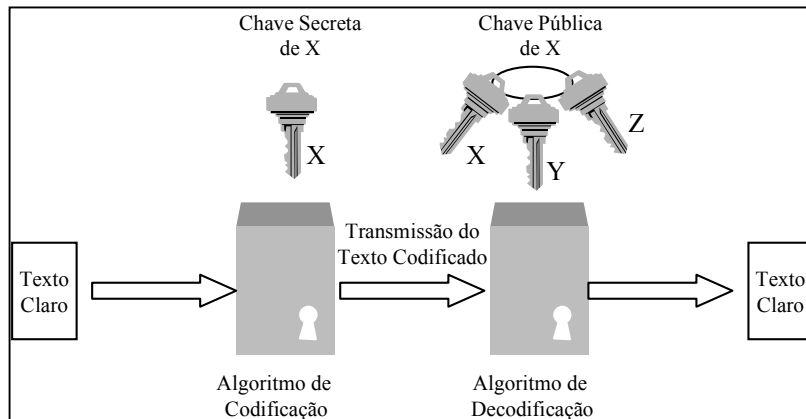 Chave Secreta
de X
Chave Pública
de X
X
X
Y
Z
Transmissão do
Texto Codificado
Texto
Claro
Texto
Claro
Algoritmo de
Codificação
Algoritmo de
Decodificação